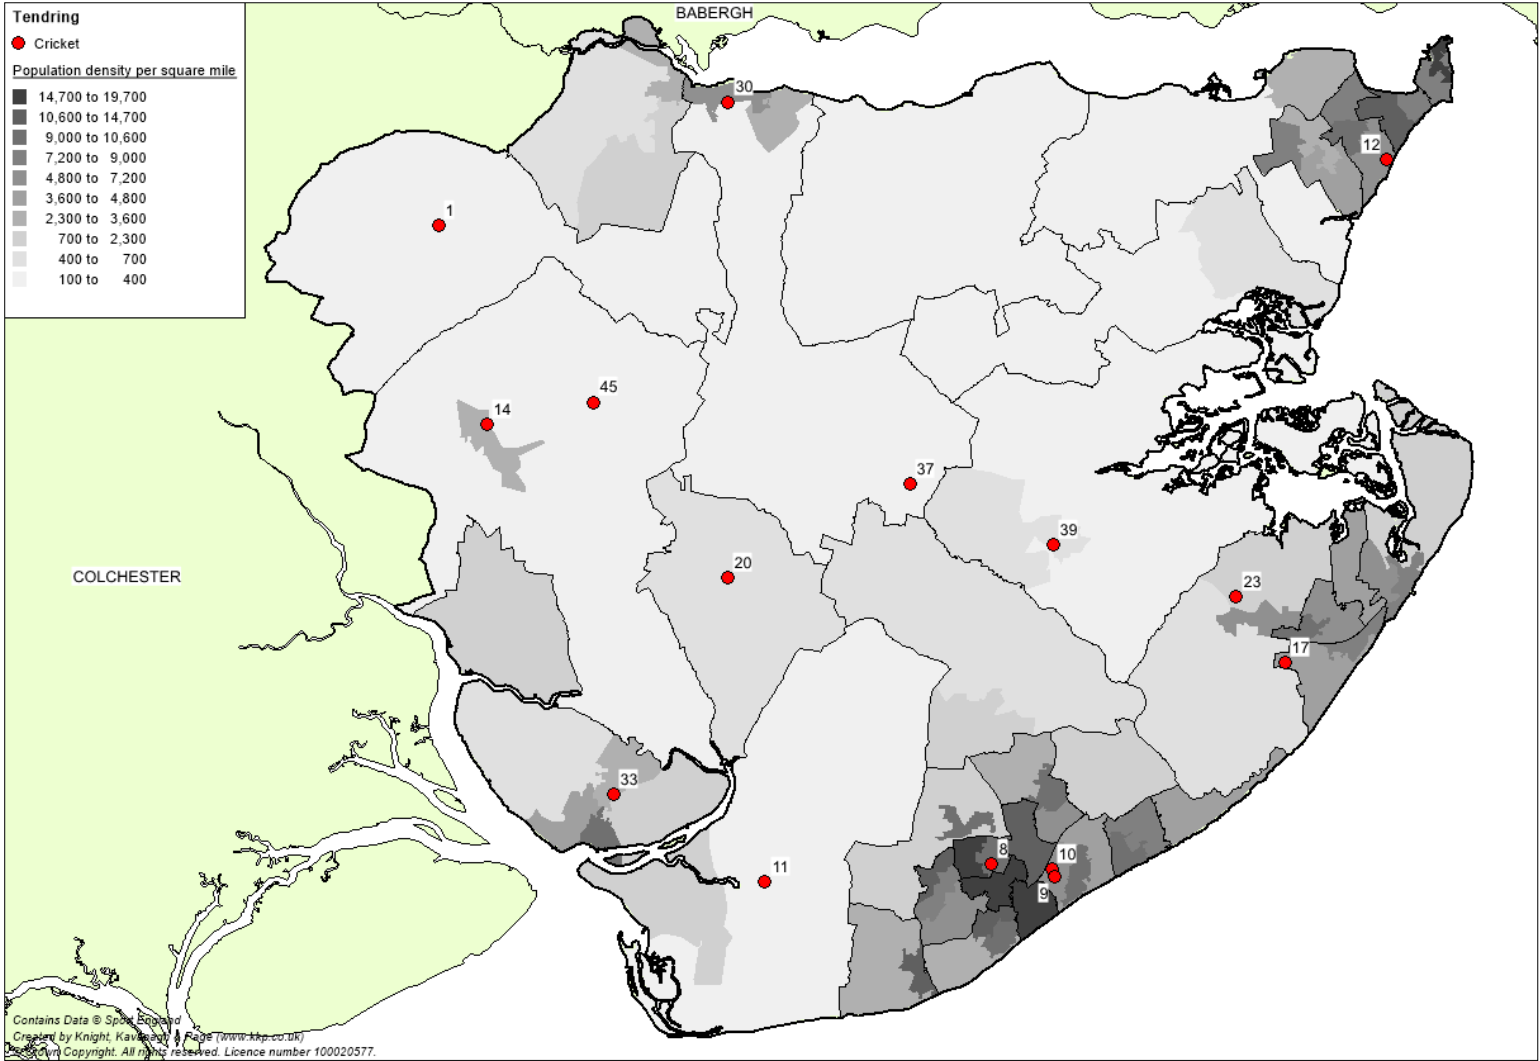 Tendring
Cricket
Population density per square mile
14,700 to 19,700
10,600 to 14,700
9,000 to 10,600
7,200 to 9,000
4,800 to 7,200
3,600 to 4,800
2,300 to 3,600
700 to 2,300
400 to 700
100 to 400
BABERGH
30
12
1
45
14
37
39
20
23
17
33
11
8
10
9
COLCHESTER
Contains Data © Sport England
Created by Knight, Kavanagh & Page (www.kkp.co.uk)
© Crown Copyright. All rights reserved. Licence number 100020577.